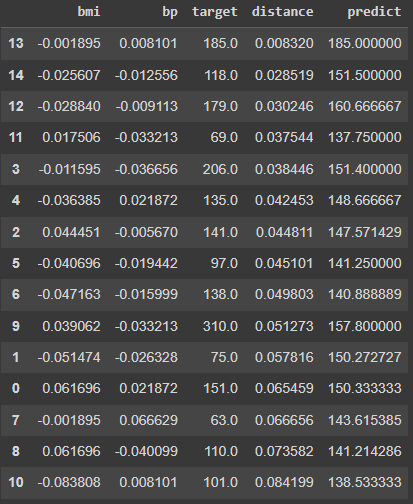 bmi bp target distance predict
13 -0.001895 0.008101 185.0 0.008320 185.000000
14 -0.025607 -0.012556 118.0 0.028519 151.500000
12 -0.028840 -0.009113 179.0 0.030246 160.666667
11 0.017506 -0.033213 69.0 0.037544 137.750000
3 -0.011595 -0.036656 206.0 0.038446 151.400000
4 -0.036385 0.021872 135.0 0.042453 148.666667
2 0.044451 -0.005670 141.0 0.044811 147.571429
5 -0.040696 -0.019442 97.0 0.045101 141.250000
6 -0.047163 -0.015999 138.0 0.049803 140.888889
9 0.039062 -0.033213 310.0 0.051273 157.800000
1 -0.051474 -0.026328 75.0 0.057816 150.272727
0 0.061696 0.021872 151.0 0.065459 150.333333
7 -0.001895 0.066629 63.0 0.066656 143.615385
8 0.061696 -0.040099 110.0 0.073582 141.214286
10 -0.083808 0.008101 101.0 0.084199 138.533333